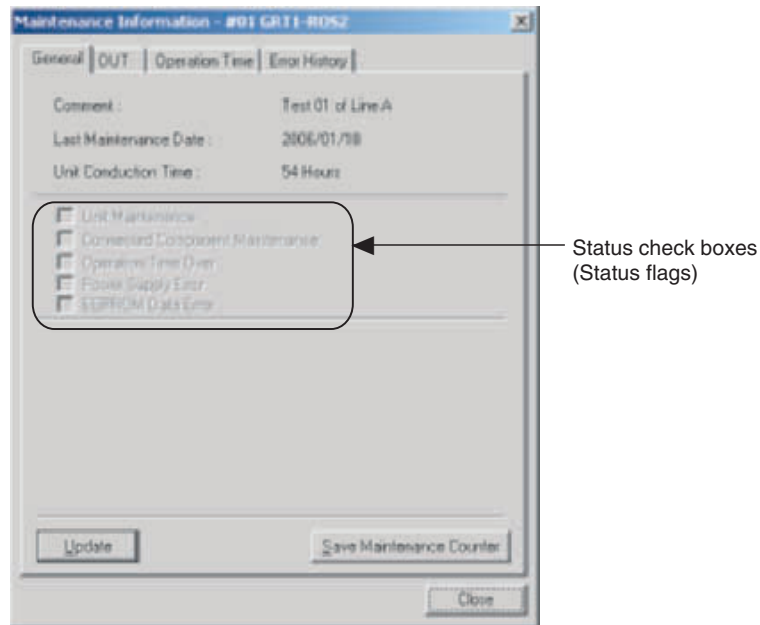 Maintenance Information - #01 GRT1-ROS2
General OUT Operation Time Error History
Comment : Test 01 of Line A
Last Maintenance Date : 2006/01/18
Unit Conduction Time : 54 Hours
Unit Maintenance
Connected Component Maintenance
Operation Time Over
Power Supply Error
EEPROM Data Error
Status check boxes
(Status flags)
Update Save Maintenance Counter
Close